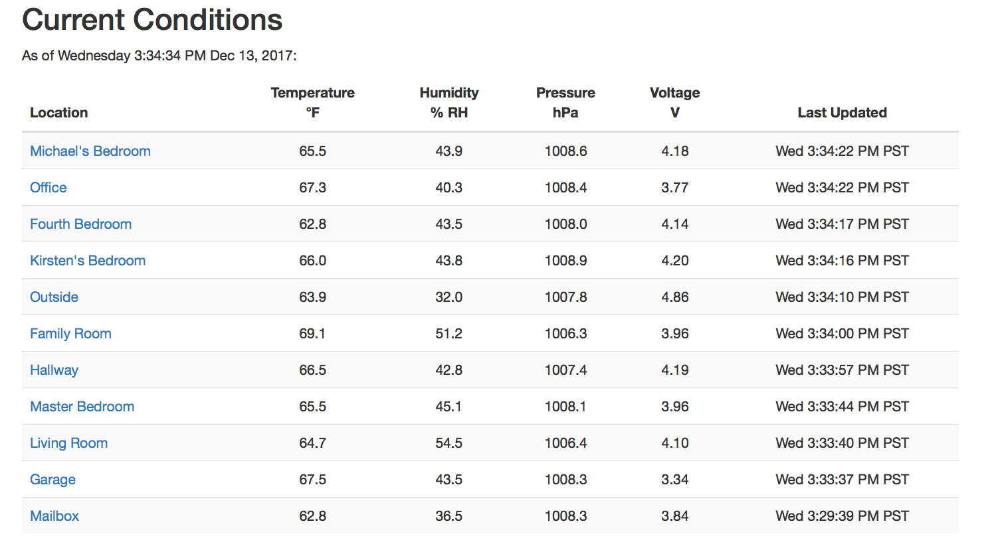 Current Conditions
As of Wednesday 3:34:34 PM Dec 13, 2017:
Temperature Humidity Pressure Voltage
Location °F % RH hPa V Last Updated
Michael's Bedroom 65.5 43.9 1008.6 4.18 Wed 3:34:22 PM PST
Office 67.3 40.3 1008.4 3.77 Wed 3:34:22 PM PST
Fourth Bedroom 62.8 43.5 1008.0 4.14 Wed 3:34:17 PM PST
Kirsten's Bedroom 66.0 43.8 1008.9 4.20 Wed 3:34:16 PM PST
Outside 63.9 32.0 1007.8 4.86 Wed 3:34:10 PM PST
Family Room 69.1 51.2 1006.3 3.96 Wed 3:34:00 PM PST
Hallway 66.5 42.8 1007.4 4.19 Wed 3:33:57 PM PST
Master Bedroom 65.5 45.1 1008.1 3.96 Wed 3:33:44 PM PST
Living Room 64.7 54.5 1006.4 4.10 Wed 3:33:40 PM PST
Garage 67.5 43.5 1008.3 3.34 Wed 3:33:37 PM PST
Mailbox 62.8 36.5 1008.3 3.84 Wed 3:29:39 PM PST